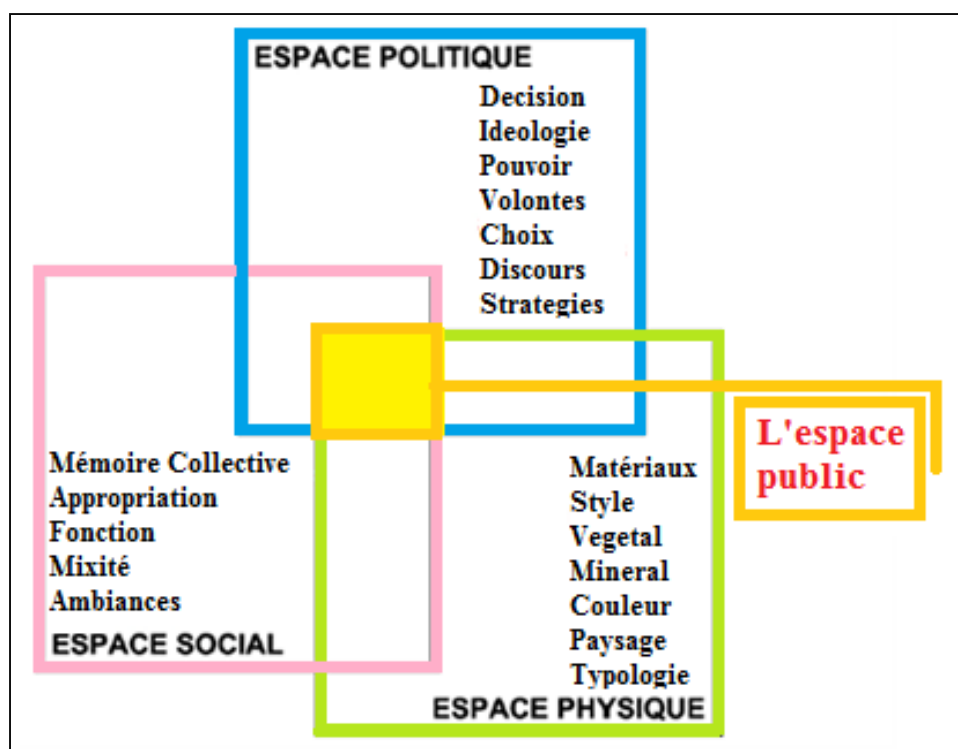 ESPACE POLITIQUE
Decision
Ideologie
Pouvoir
Volontes
Choix
Discours
Strategies
L'espace
public
Mémoire Collective
Appropriation
Fonction
Mixité
Ambiances
ESPACE SOCIAL
Matériaux
Style
Vegetal
Mineral
Couleur
Paysage
Typologie
ESPACE PHYSIQUE